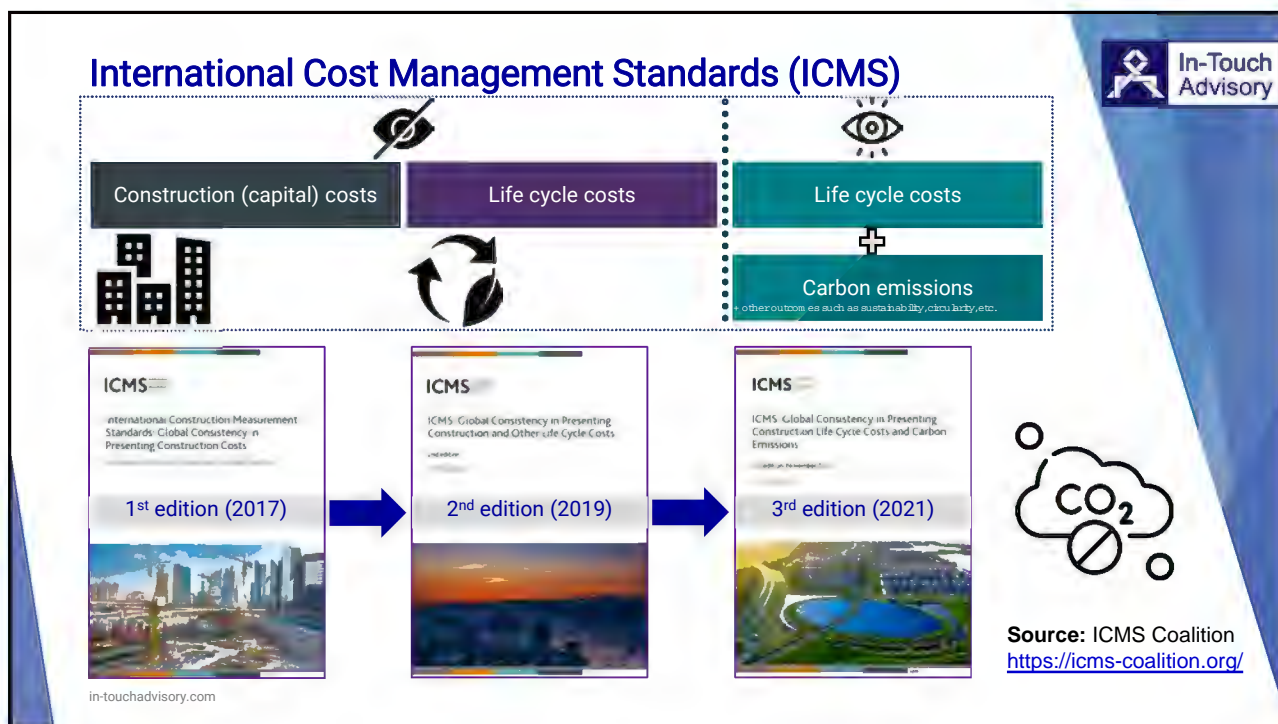 International Cost Management Standards (ICMS)
In-Touch
Advisory
Construction (capital) costs
Life cycle costs
Life cycle costs
Carbon emissions
+ other outcomes such as sustainability, circularity, etc.
ICMS
International Construction Measurement
Standards: Global Consistency in
Presenting Construction Costs
1st edition (2017)
ICMS
ICMS: Global Consistency in Presenting
Construction and Other Life Cycle Costs
2nd edition
2nd edition (2019)
ICMS
ICMS: Global Consistency in Presenting
Construction Life Cycle Costs and Carbon
Emissions
3rd edition (2021)
CO2
Source: ICMS Coalition
https://icms-coalition.org/
in-touchadvisory.com